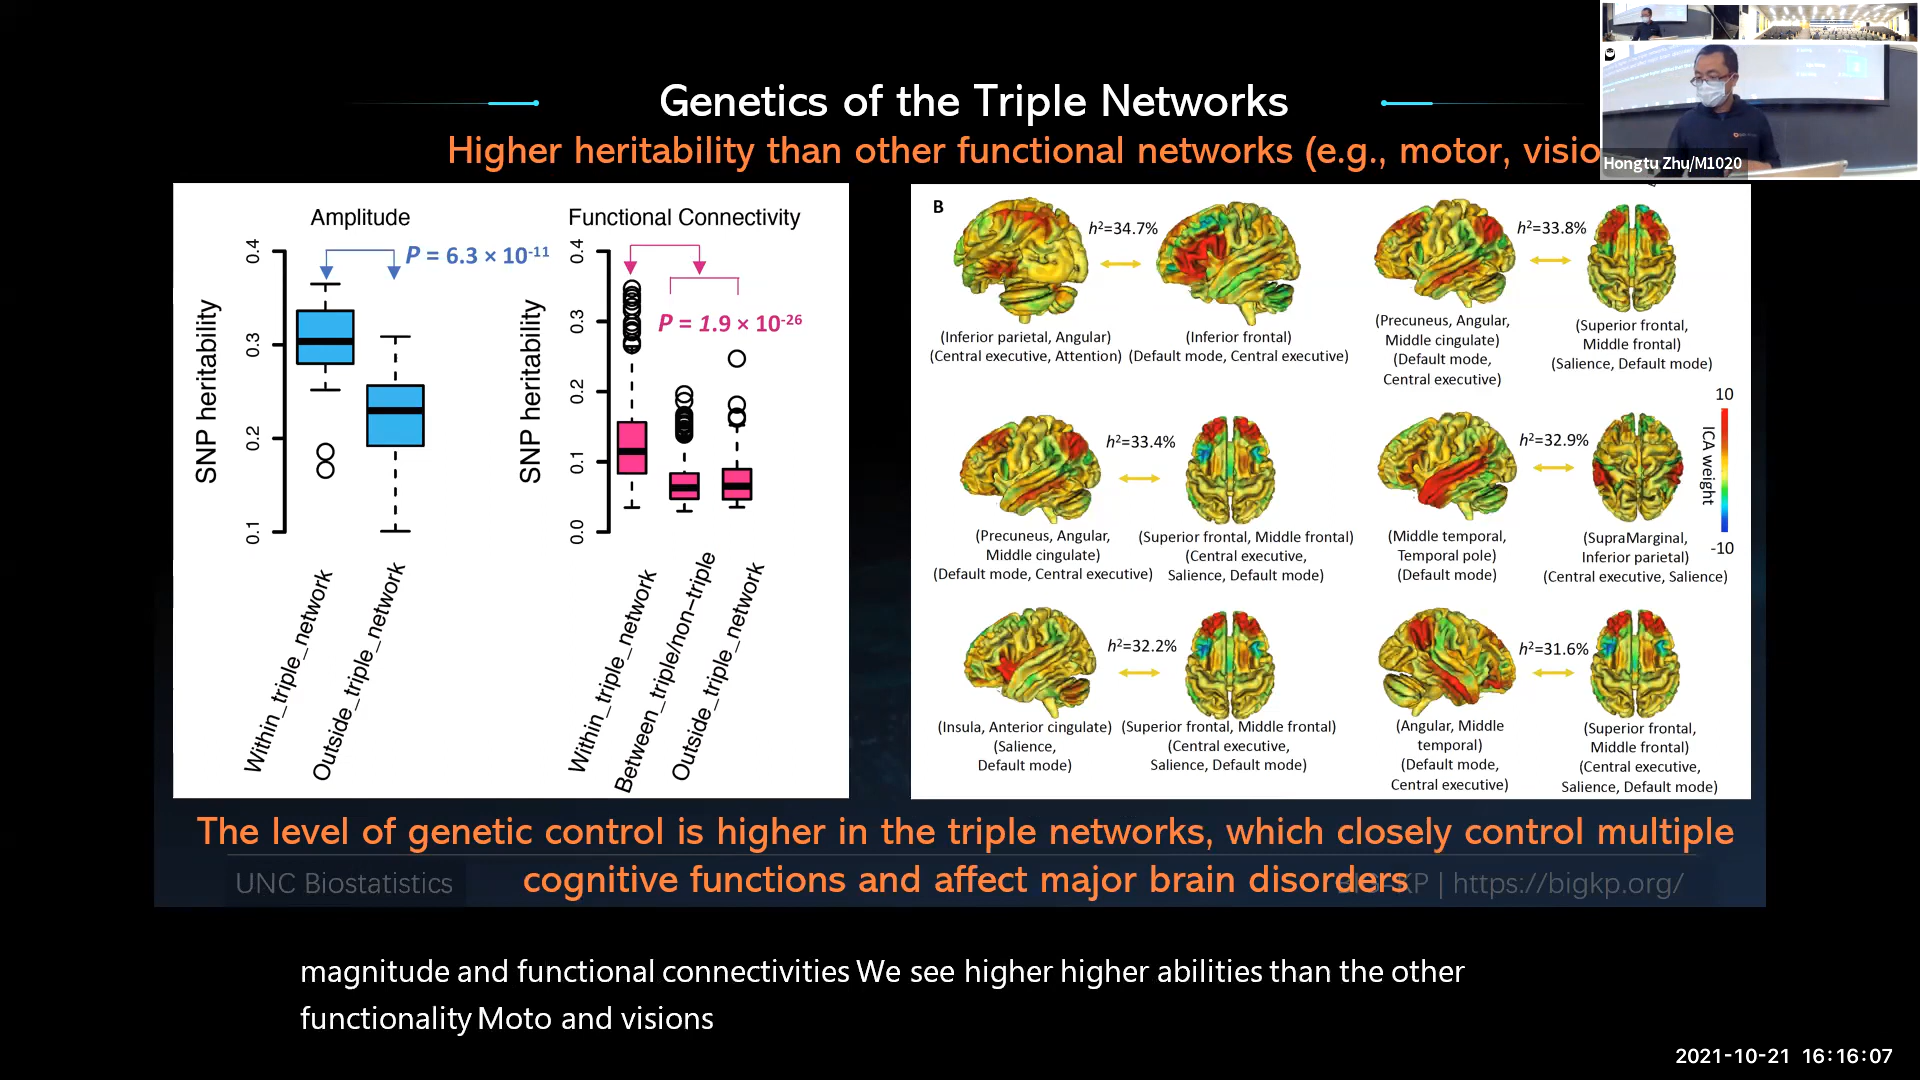 Genetics of the Triple Networks
Higher heritability than other functional networks (e.g., motor, visio
Hongtu Zhu/M1020
Amplitude
P = 6.3 × 10-11
SNP heritability
0.4
0.3
0.2
0.1
Within_triple_network
Outside_triple_network
Functional Connectivity
P = 1.9 × 10-26
SNP heritability
0.4
0.3
0.2
0.1
0.0
Within_triple_network
Between_triple/non−triple
Outside_triple_network
B
h2=34.7%
(Inferior parietal, Angular)
(Central executive, Attention)
(Inferior frontal)
(Default mode, Central executive)
h2=33.8%
(Precuneus, Angular,
Middle cingulate)
(Default mode,
Central executive)
(Superior frontal,
Middle frontal)
(Salience, Default mode)
h2=33.4%
(Precuneus, Angular,
Middle cingulate)
(Default mode, Central executive)
(Superior frontal, Middle frontal)
(Central executive,
Salience, Default mode)
h2=32.9%
(Middle temporal,
Temporal pole)
(Default mode)
(SupraMarginal,
Inferior parietal)
(Central executive, Salience)
10
ICA weight
-10
h2=32.2%
(Insula, Anterior cingulate)
(Salience,
Default mode)
(Superior frontal, Middle frontal)
(Central executive,
Salience, Default mode)
h2=31.6%
(Angular, Middle
temporal)
(Default mode,
Central executive)
(Superior frontal,
Middle frontal)
(Central executive,
Salience, Default mode)
The level of genetic control is higher in the triple networks, which closely control multiple
cognitive functions and affect major brain disorders
UNC Biostatistics
KP | https://bigkp.org/
magnitude and functional connectivities We see higher higher abilities than the other
functionality Moto and visions
2021-10-21 16:16:07